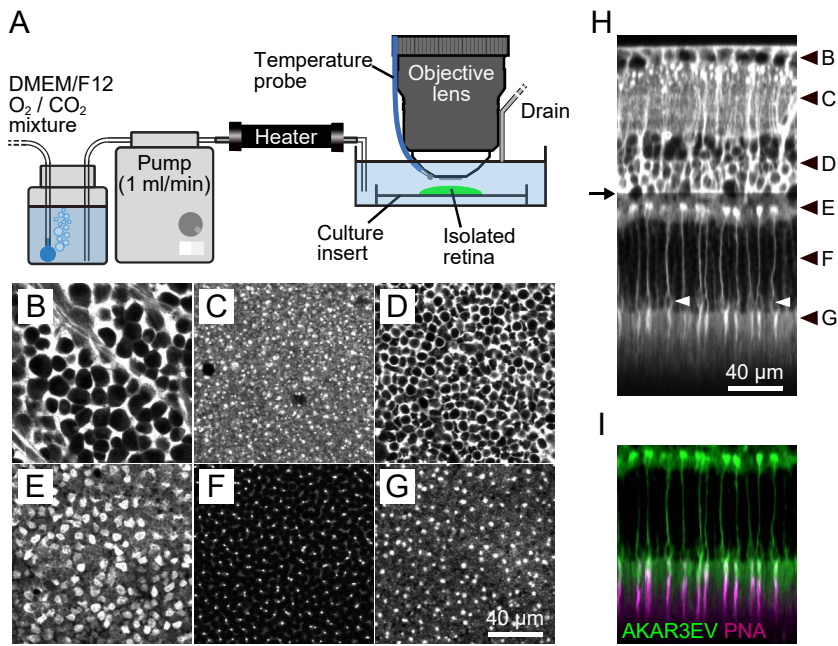 A
DMEM/F12
O₂ / CO₂
mixture
Pump
(1 ml/min)
Heater
Temperature
probe
Objective
lens
Drain
Culture
insert
Isolated
retina
B
C
D
E
F
G
40 µm
H
B
C
D
E
F
G
40 µm
I
AKAR3EV PNA